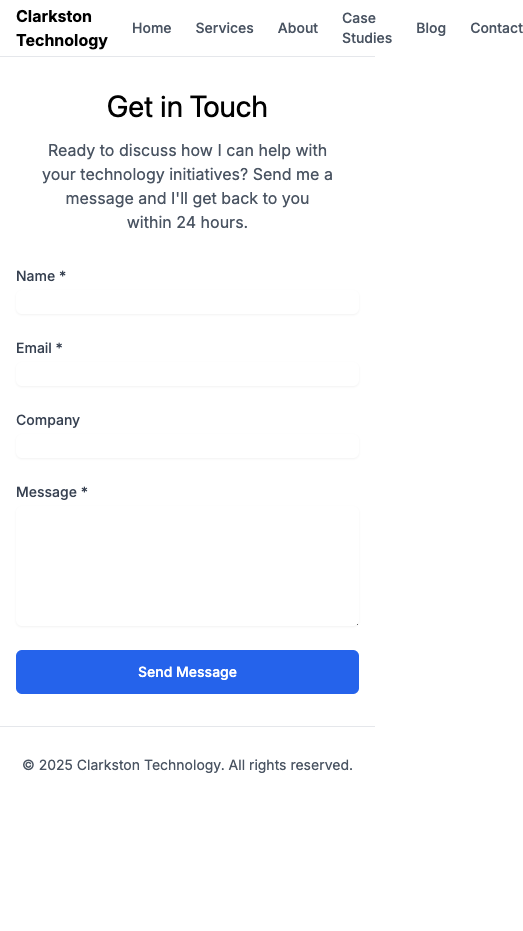 Clarkston
Technology
Home
Services
About
Case
Studies
Blog
Contact
Get in Touch
Ready to discuss how I can help with
your technology initiatives? Send me a
message and I'll get back to you
within 24 hours.
Name *
Email *
Company
Message *
Send Message
© 2025 Clarkston Technology. All rights reserved.